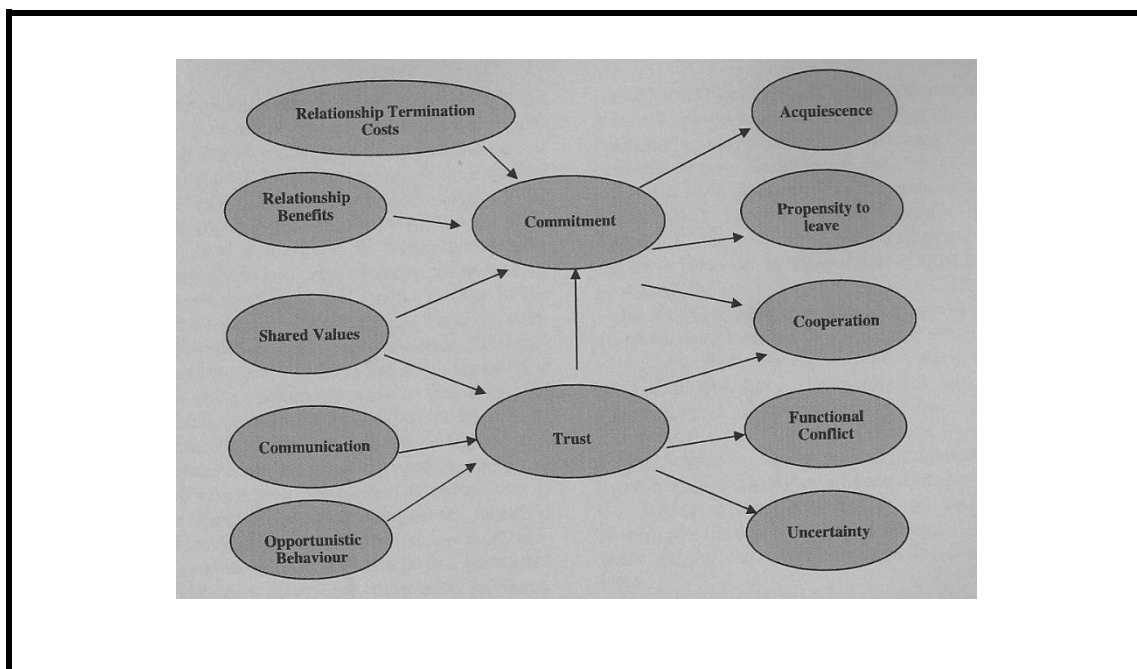 Relationship Termination
Costs
Acquiescence
Relationship
Benefits
Commitment
Propensity to
leave
Shared Values
Cooperation
Communication
Trust
Functional
Conflict
Opportunistic
Behaviour
Uncertainty